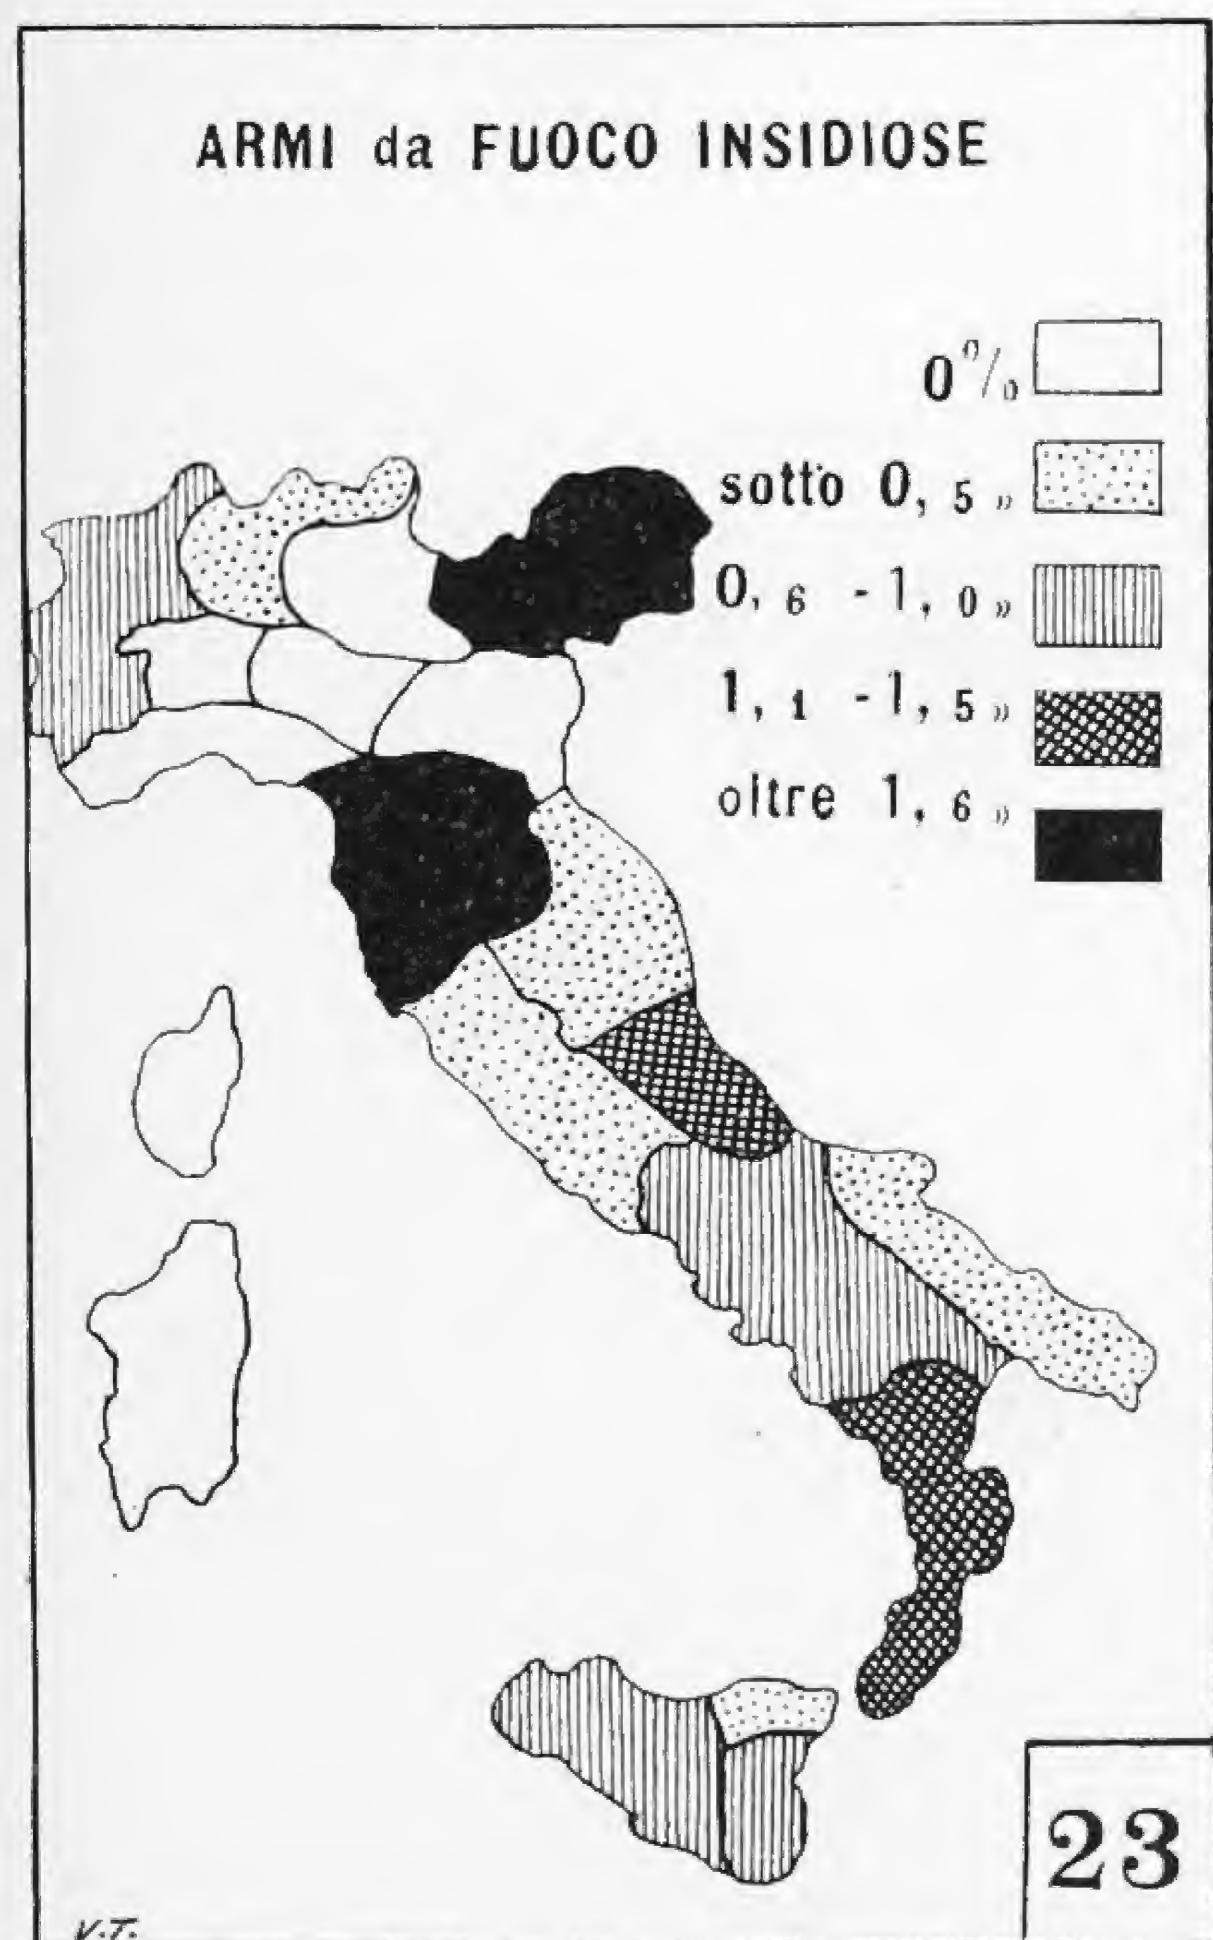 ARMI da FUOCO INSIDIOSE
0%
sotto 0, 5 »
0, 6 - 1, 0 »
1, 1 - 1, 5 »
oltre 1, 6 »
23
V.T.